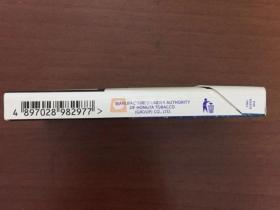 MANUFACTURED UNDER AUTHORITY
OF HONGTA TOBACCO
(GROUP) CO., LTD.
4 897028 982977 >